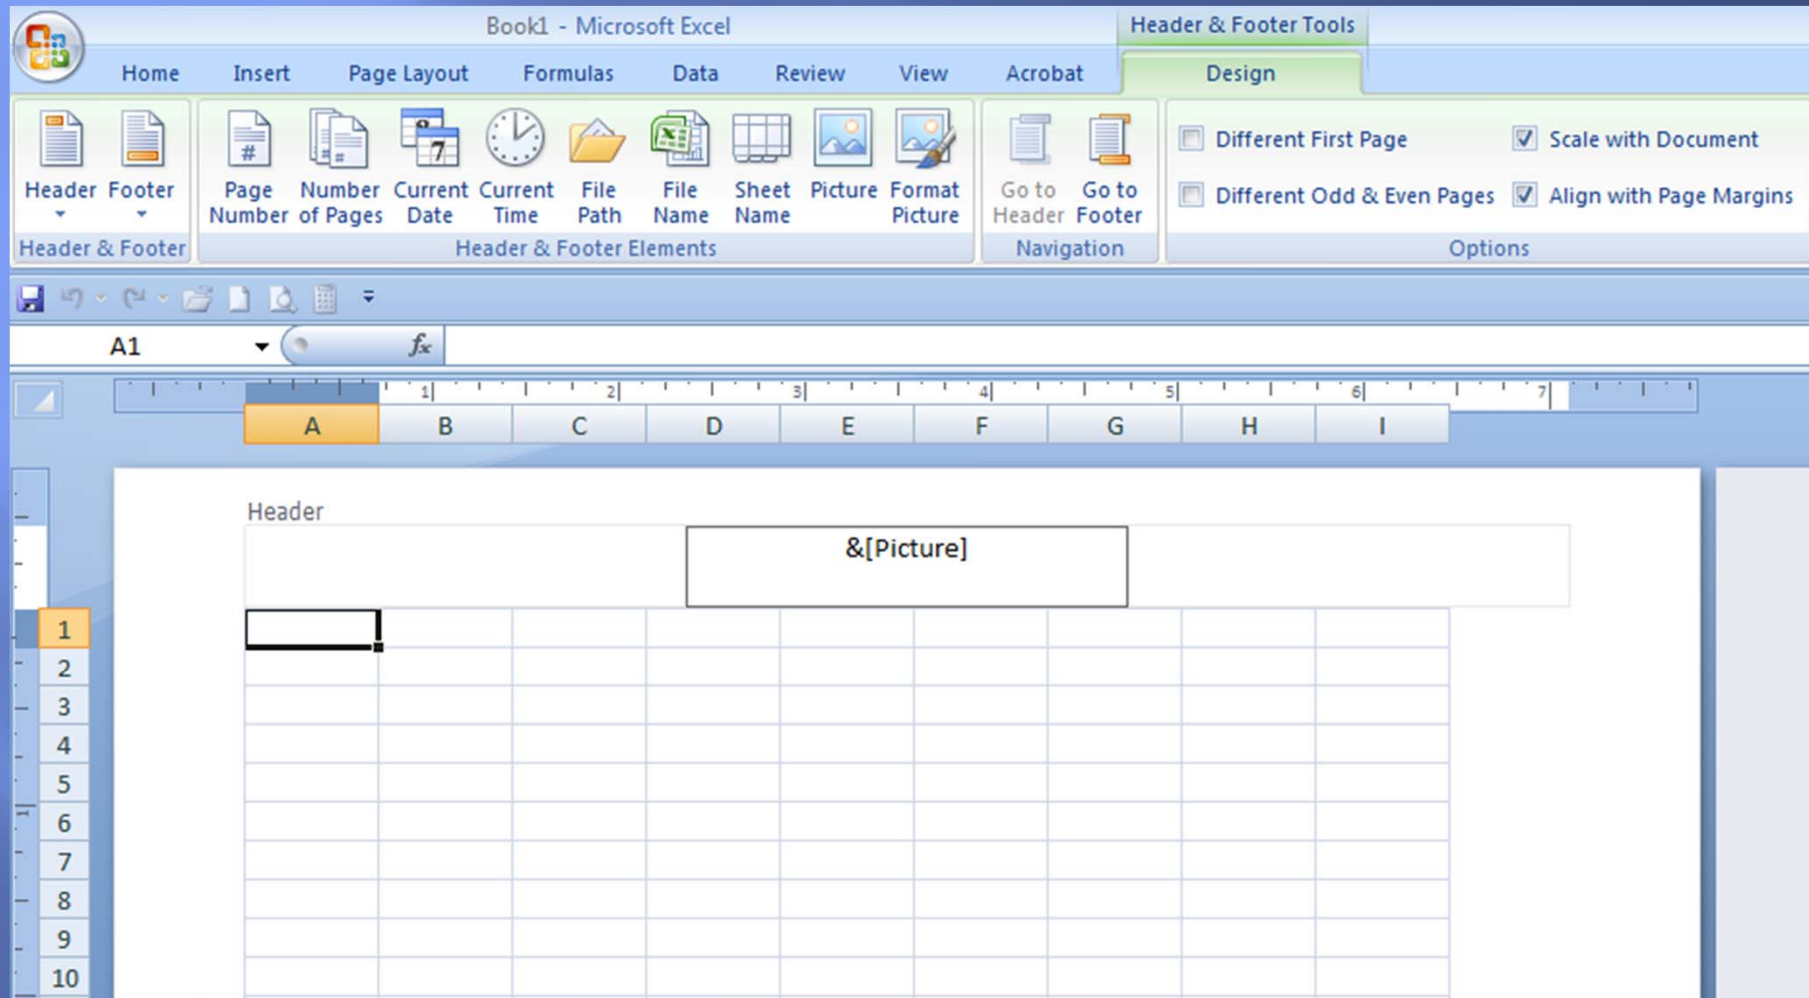 Book1 - Microsoft Excel
Header & Footer Tools
Home Insert Page Layout Formulas Data Review View Acrobat Design
Header Footer Page Number Number of Pages Current Date Current Time File Path File Name Sheet Name Picture Format Picture Go to Header Go to Footer
Different First Page Scale with Document
Different Odd & Even Pages Align with Page Margins
Header & Footer Header & Footer Elements Navigation Options
A1 fx
1 2 3 4 5 6 7
A B C D E F G H I
Header
&[Picture]
1
2
3
4
5
6
7
8
9
10